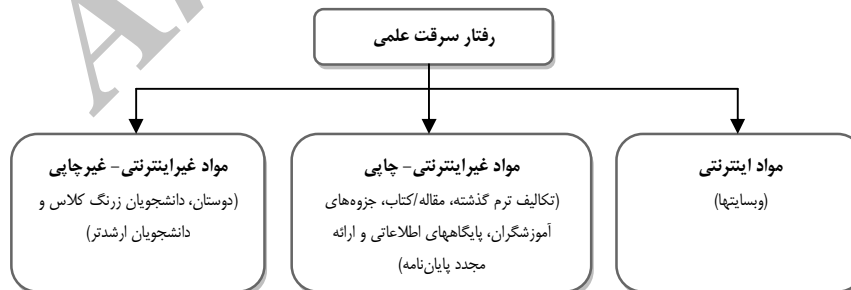 رفتار سرقت علمی
مواد اینترنتی
(وبسایتها)
مواد غیراینترنتی- چاپی
(تکالیف ترم گذشته، مقاله/کتاب، جزوه‌های
آموزشگران، پایگاههای اطلاعاتی و ارائه
مجدد پایان‌نامه)
مواد غیراینترنتی- غیرچاپی
(دوستان، دانشجویان زرنگ کلاس و
دانشجویان ارشدتر)